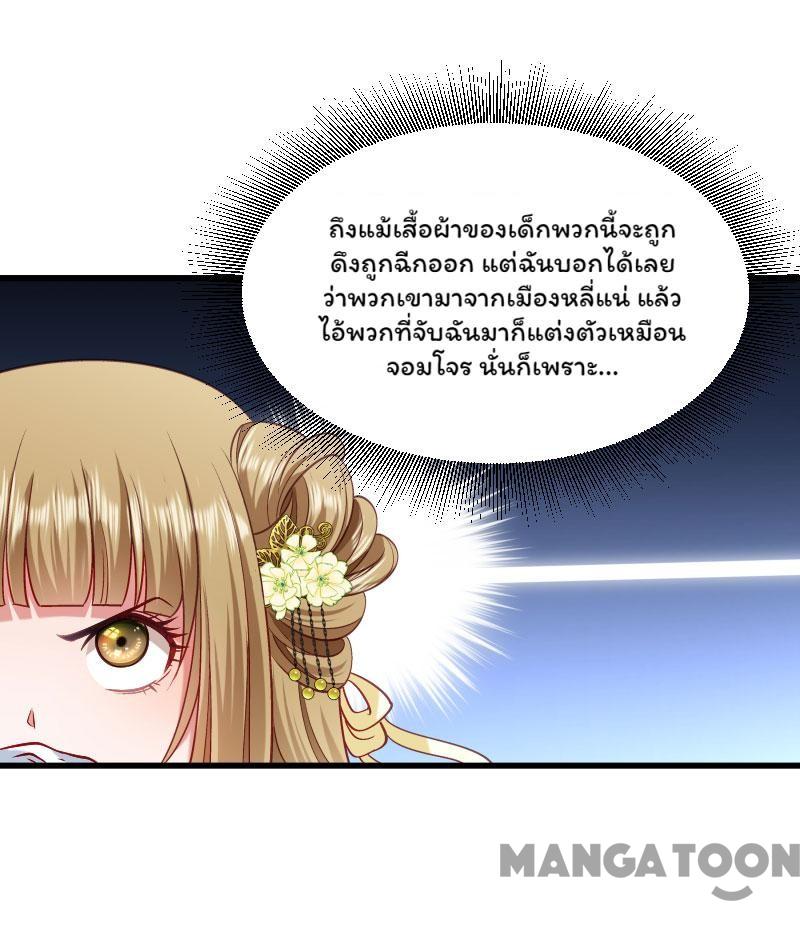 ถึงแม้เสื้อผ้าของเด็กพวกนี้จะถูก
ดึงถูกฉีกออก แต่ฉันบอกได้เลย
ว่าพวกเขามาจากเมืองหลี่แน่ แล้ว
ไอ้พวกที่จับฉันมาก็แต่งตัวเหมือน
จอมโจร นั่นก็เพราะ...
MANGATOON